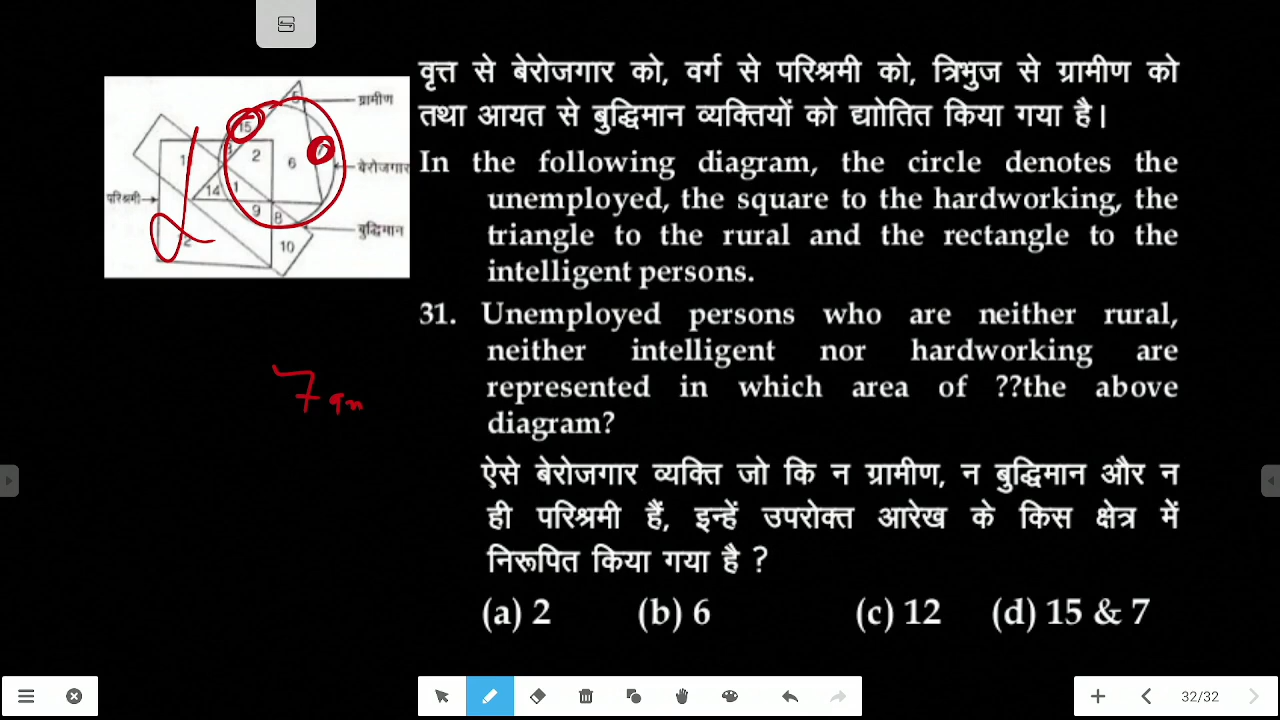 वृत्त से बेरोजगार को, वर्ग से परिश्रमी को, त्रिभुज से ग्रामीण को
तथा आयत से बुद्धिमान व्यक्तियों को द्योतित किया गया है।
In the following diagram, the circle denotes the
unemployed, the square to the hardworking, the
triangle to the rural and the rectangle to the
intelligent persons.
31. Unemployed persons who are neither rural,
neither intelligent nor hardworking are
represented in which area of ??the above
diagram?
ऐसे बेरोजगार व्यक्ति जो कि न ग्रामीण, न बुद्धिमान और न
ही परिश्रमी हैं, इन्हें उपरोक्त आरेख के किस क्षेत्र में
निरूपित किया गया है ?
(a) 2 (b) 6 (c) 12 (d) 15 & 7
ग्रामीण
15
2
6
बेरोजगार
परिश्रमी
14
1
9
8
बुद्धिमान
10
7
32/32